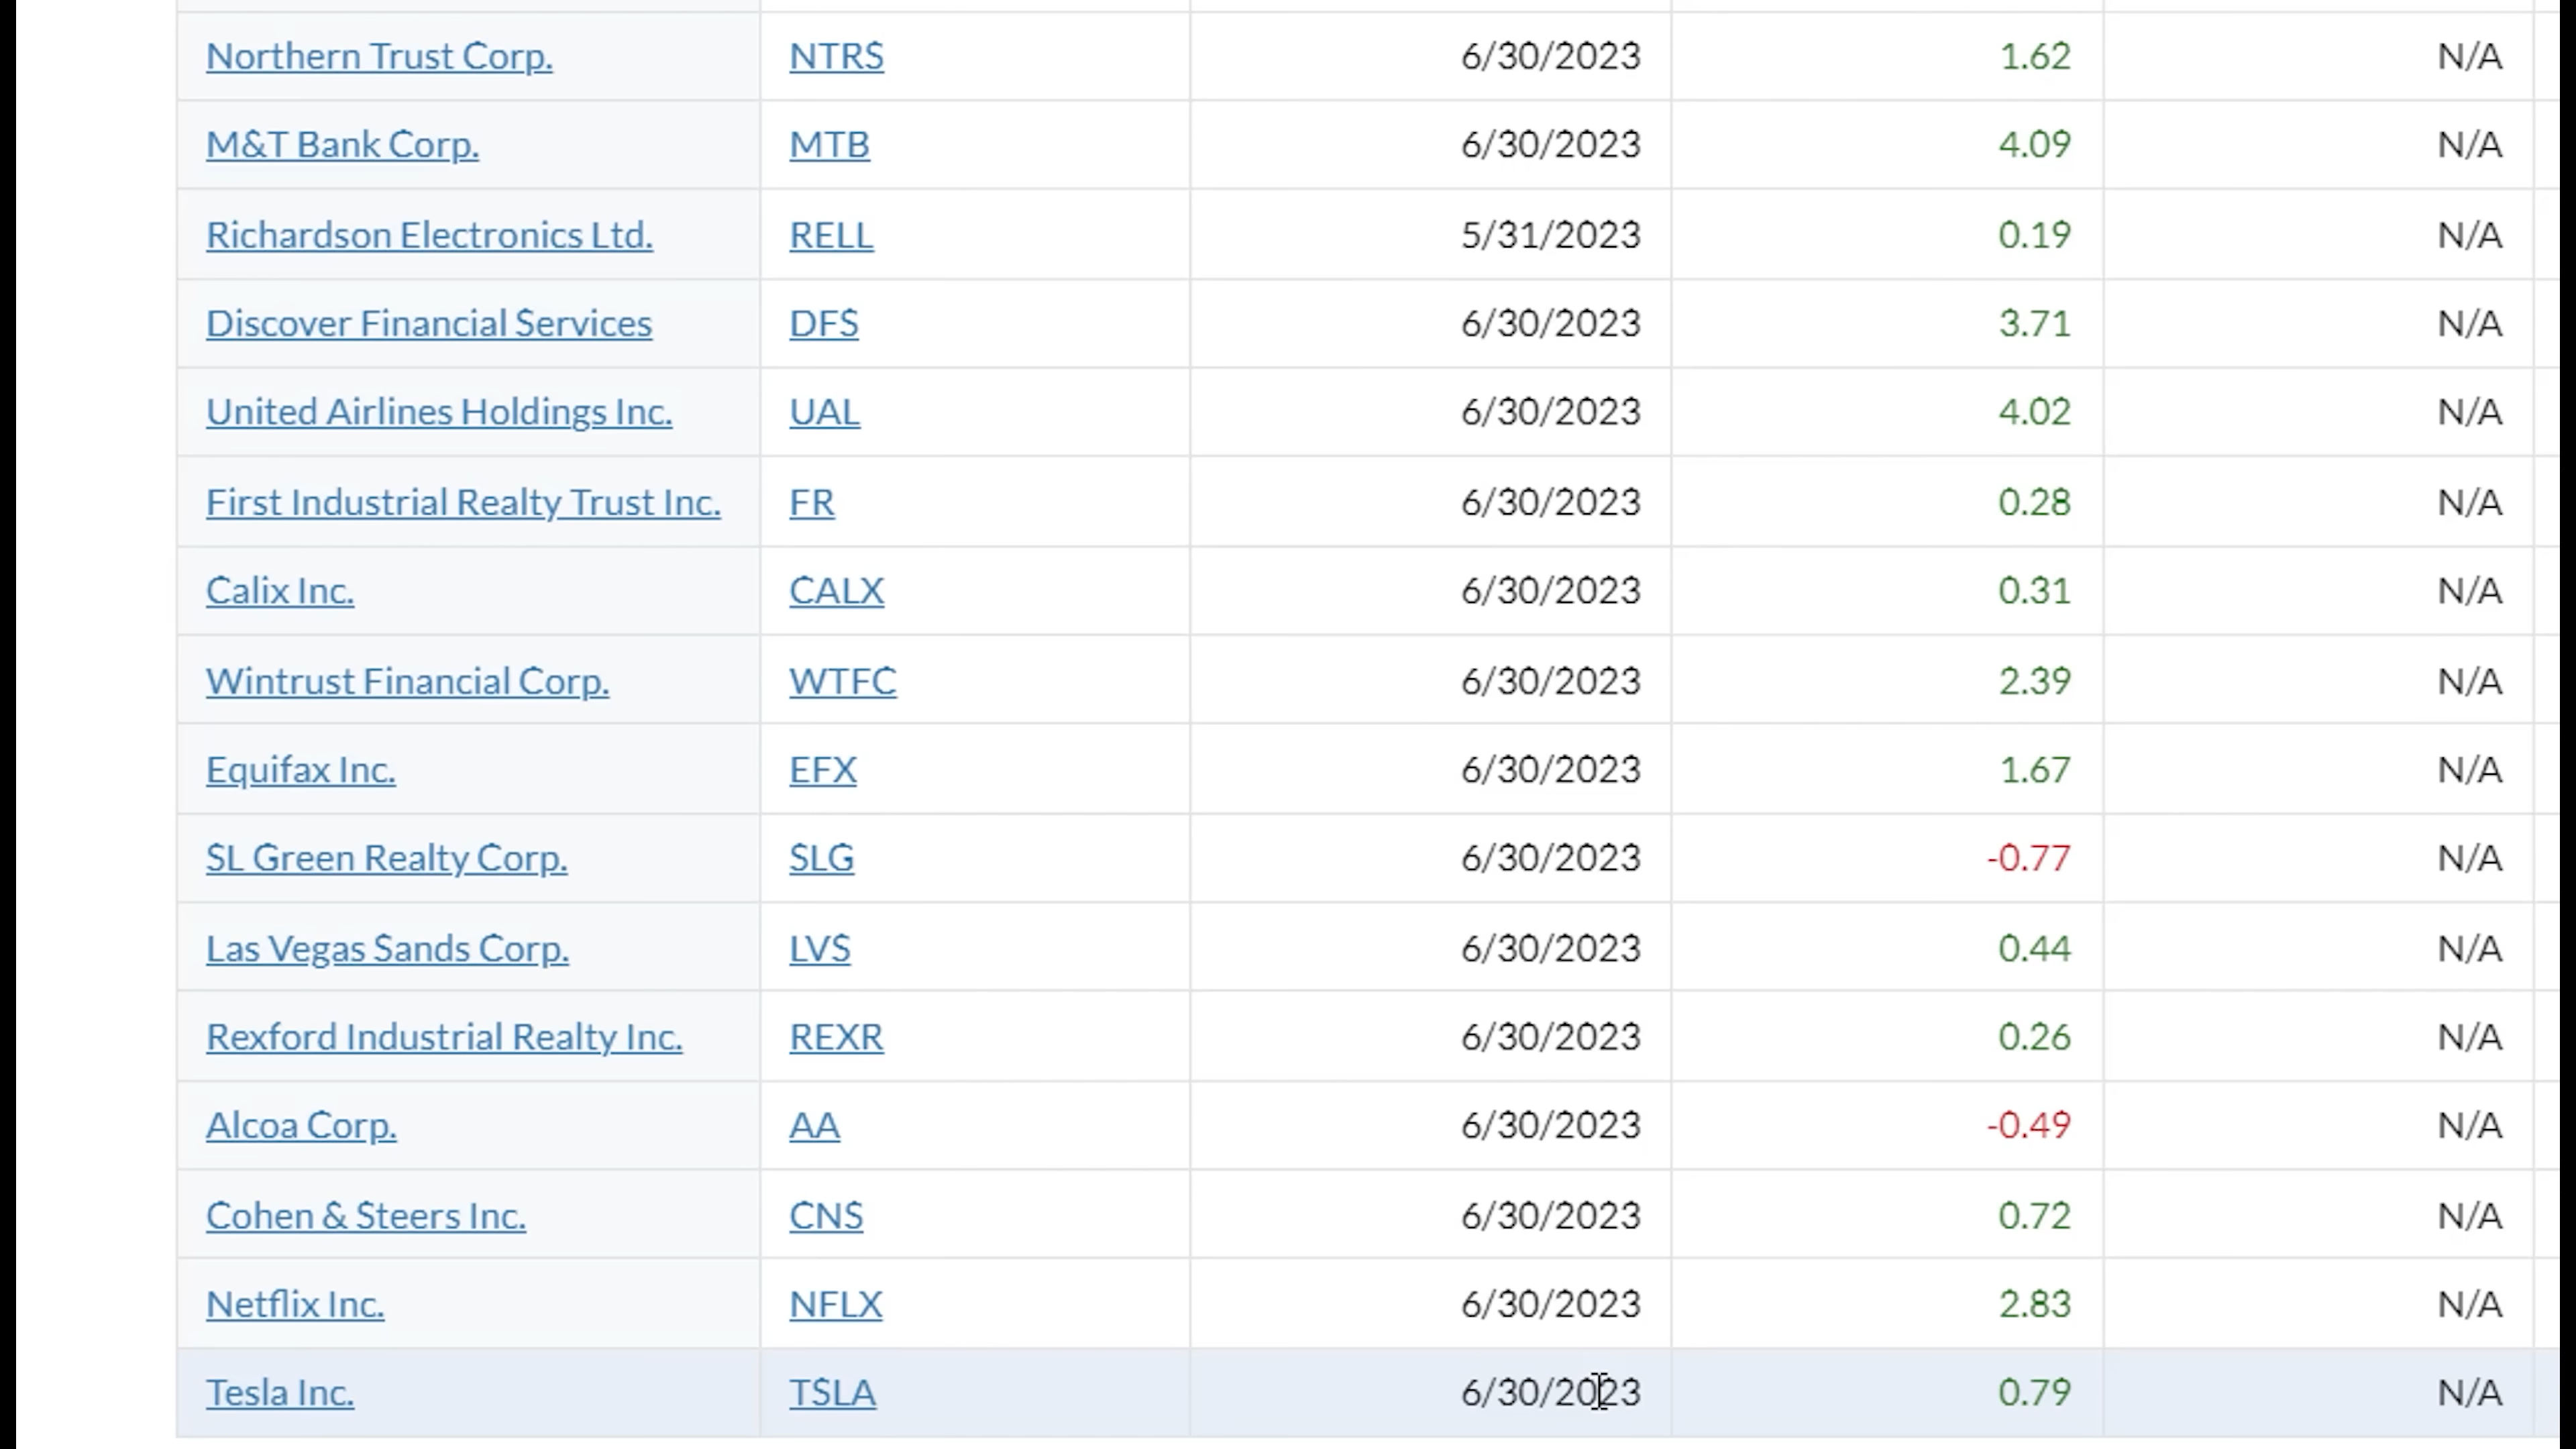 Northern Trust Corp. NTRS 6/30/2023 1.62 N/A
M&T Bank Corp. MTB 6/30/2023 4.09 N/A
Richardson Electronics Ltd. RELL 5/31/2023 0.19 N/A
Discover Financial Services DFS 6/30/2023 3.71 N/A
United Airlines Holdings Inc. UAL 6/30/2023 4.02 N/A
First Industrial Realty Trust Inc. FR 6/30/2023 0.28 N/A
Calix Inc. CALX 6/30/2023 0.31 N/A
Wintrust Financial Corp. WTFC 6/30/2023 2.39 N/A
Equifax Inc. EFX 6/30/2023 1.67 N/A
SL Green Realty Corp. SLG 6/30/2023 -0.77 N/A
Las Vegas Sands Corp. LVS 6/30/2023 0.44 N/A
Rexford Industrial Realty Inc. REXR 6/30/2023 0.26 N/A
Alcoa Corp. AA 6/30/2023 -0.49 N/A
Cohen & Steers Inc. CNS 6/30/2023 0.72 N/A
Netflix Inc. NFLX 6/30/2023 2.83 N/A
Tesla Inc. TSLA 6/30/2023 0.79 N/A